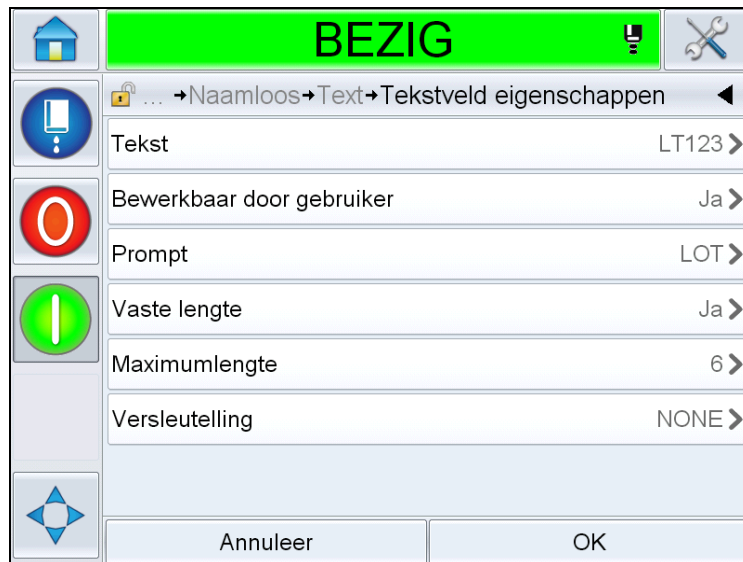 BEZIG
... →Naamloos→Text→Tekstveld eigenschappen
Tekst LT123
Bewerkbaar door gebruiker Ja
Prompt LOT
Vaste lengte Ja
Maximumlengte 6
Versleutelling NONE
Annuleer OK